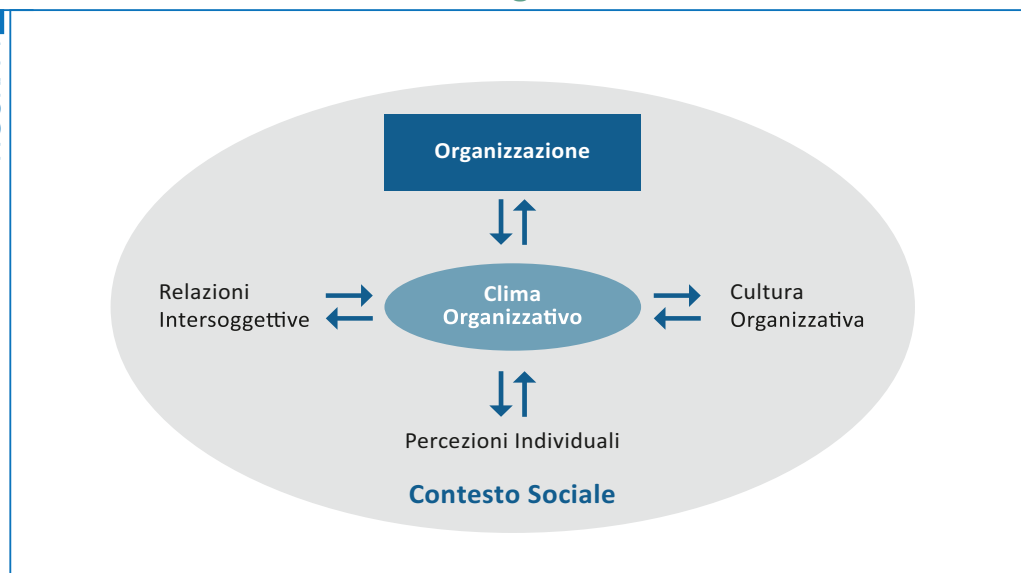 Organizzazione
Relazioni
Intersoggettive
Clima
Organizzativo
Cultura
Organizzativa
Percezioni Individuali
Contesto Sociale